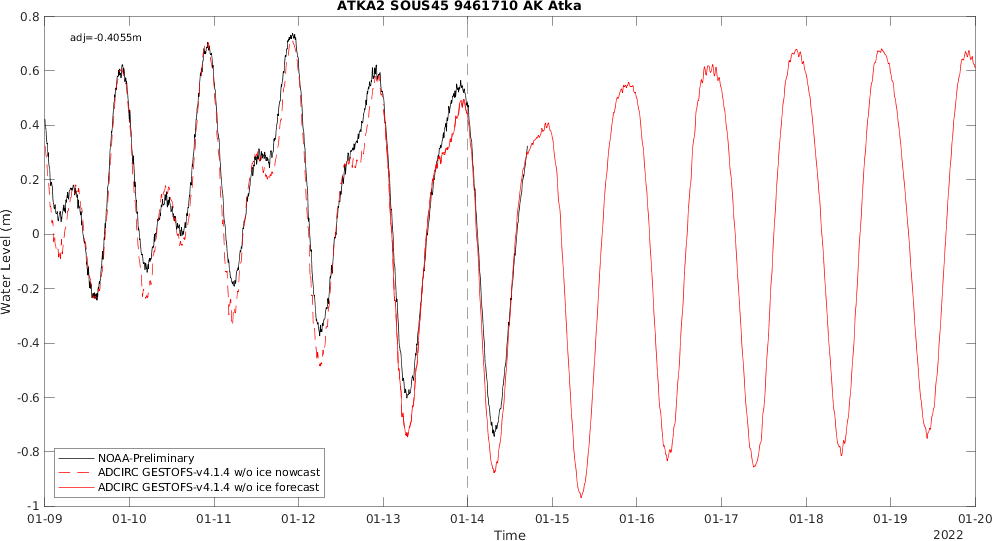 ATKA2 SOUS45 9461710 AK Atka
adj=-0.4055m
0.8
0.6
0.4
0.2
0
-0.2
-0.4
-0.6
-0.8
-1
Water Level (m)
NOAA-Preliminary
ADCIRC GESTOFS-v4.1.4 w/o ice nowcast
ADCIRC GESTOFS-v4.1.4 w/o ice forecast
01-09 01-10 01-11 01-12 01-13 01-14 01-15 01-16 01-17 01-18 01-19 01-20
Time
2022